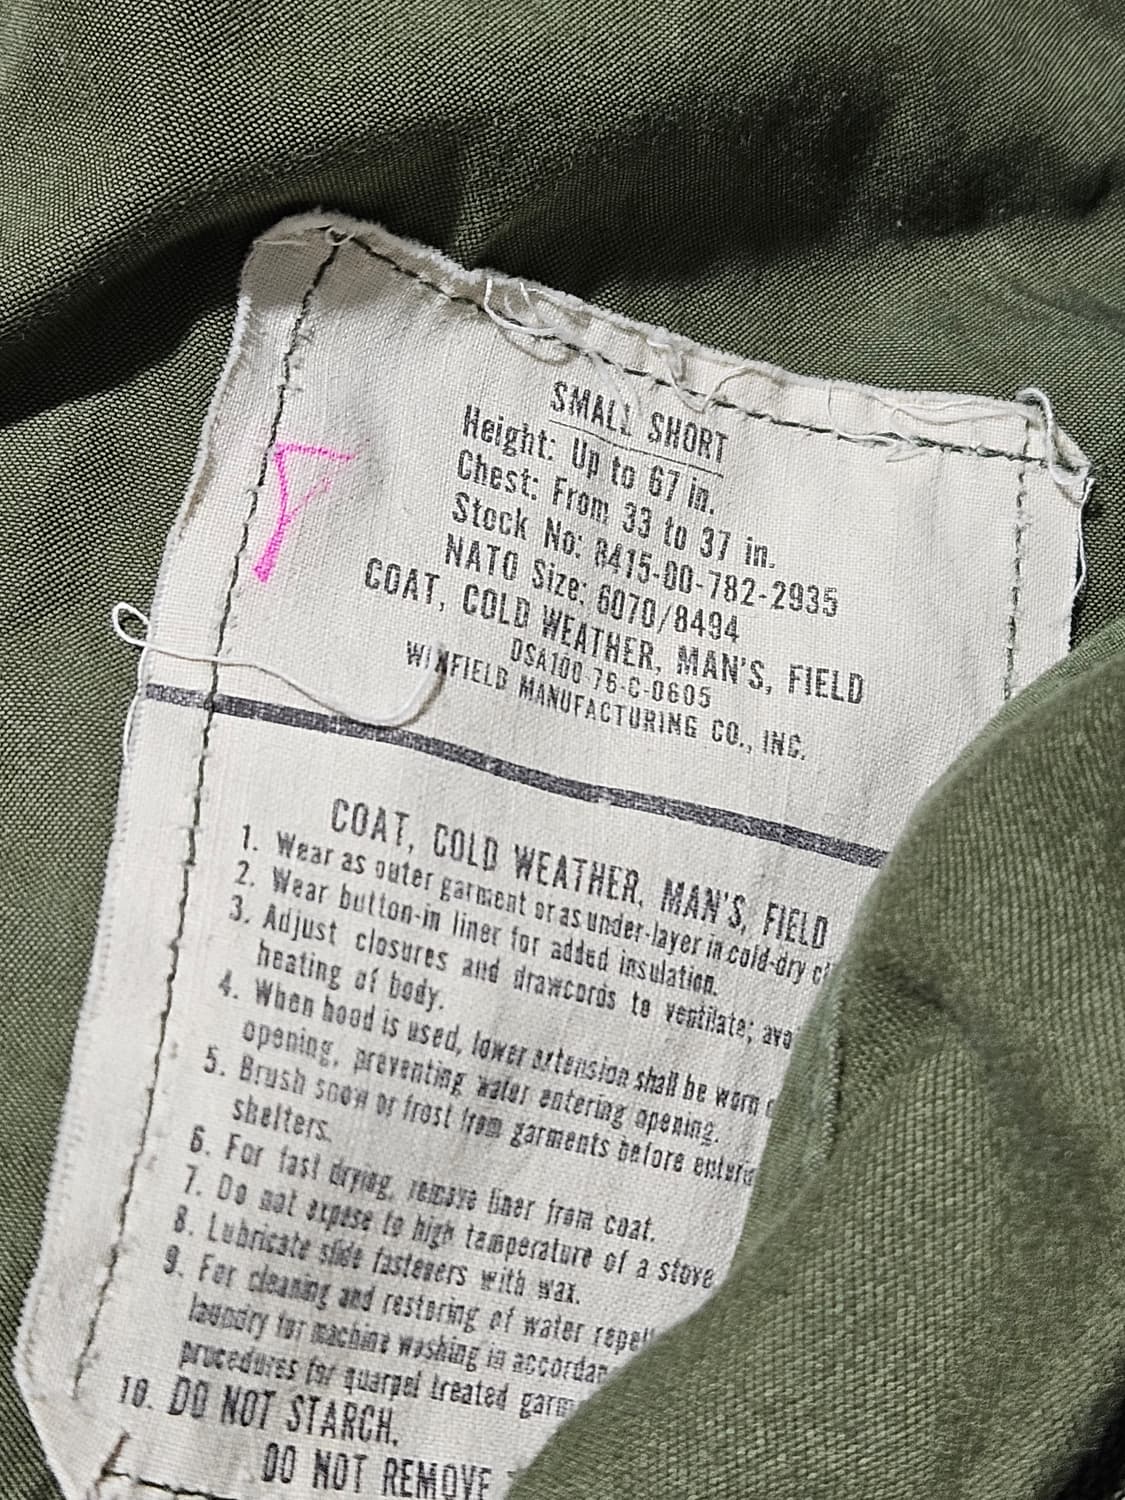 SMALL SHORT
Height: Up to 67 in.
Chest: From 33 to 37 in.
Stock No: 8415-00-782-2935
NATO Size: 6070/8494
COAT, COLD WEATHER, MAN'S, FIELD
DSA100-76-C-0605
WINFIELD MANUFACTURING CO., INC.
COAT, COLD WEATHER, MAN'S, FIELD
1. Wear as outer garment or as under-layer in cold-dry
2. Wear button-in liner for added insulation.
3. Adjust closures and drawcords to ventilate;
heating of body.
4. When hood is used, lower extension shall be worn
opening, preventing water entering opening.
5. Brush snow or frost from garments before
shelters.
6. For fast drying, remove liner from coat.
7. Do not expose to high temperature of a stove
8. Lubricate slide fasteners with wax.
9. For cleaning and restoring of water
laundry for machine washing in
procedures for quarpel treated
10. DO NOT STARCH.
DO NOT REMOVE